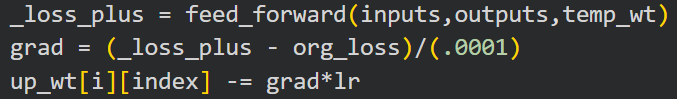 _loss_plus = feed_forward(inputs,outputs,temp_wt)
grad = (_loss_plus - org_loss)/(.0001)
up_wt[i][index] -= grad*lr